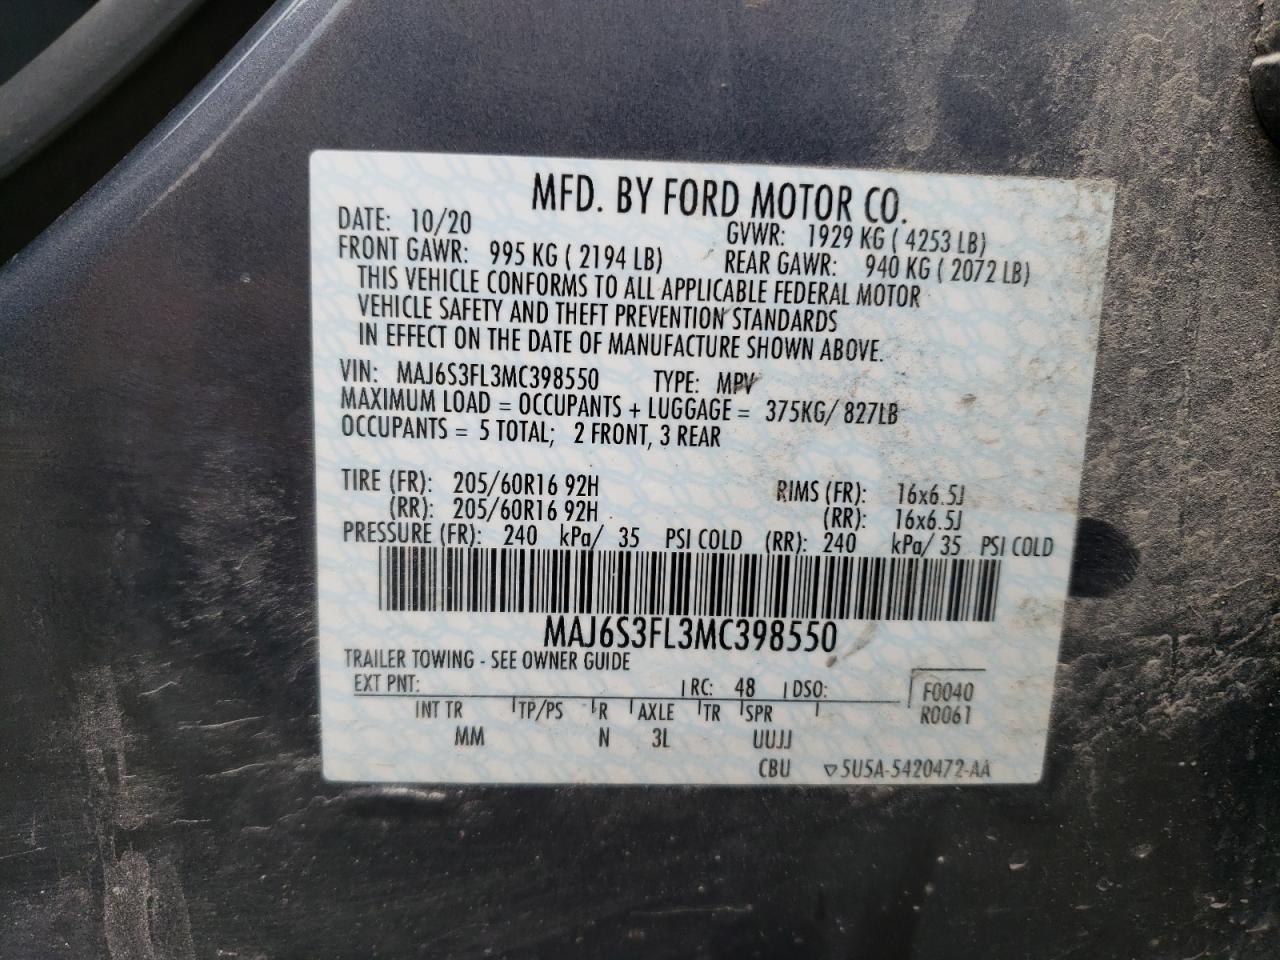 MFD. BY FORD MOTOR CO.
DATE: 10/20 GVWR: 1929 KG ( 4253 LB)
FRONT GAWR: 995 KG ( 2194 LB) REAR GAWR: 940 KG ( 2072 LB)
THIS VEHICLE CONFORMS TO ALL APPLICABLE FEDERAL MOTOR
VEHICLE SAFETY AND THEFT PREVENTION STANDARDS
IN EFFECT ON THE DATE OF MANUFACTURE SHOWN ABOVE.
VIN: MAJ6S3FL3MC398550 TYPE: MPV
MAXIMUM LOAD = OCCUPANTS + LUGGAGE = 375KG/ 827LB
OCCUPANTS = 5 TOTAL; 2 FRONT, 3 REAR
TIRE (FR): 205/60R16 92H RIMS (FR): 16x6.5J
(RR): 205/60R16 92H (RR): 16x6.5J
PRESSURE (FR): 240 kPa/ 35 PSI COLD (RR): 240 kPa/ 35 PSI COLD
MAJ6S3FL3MC398550
TRAILER TOWING - SEE OWNER GUIDE
EXT PNT: RC: 48 DSO: F0040
INT TR TP/PS R AXLE TR SPR R0061
MM N 3L UUJJ
CBU ▽5U5A-5420472-AA